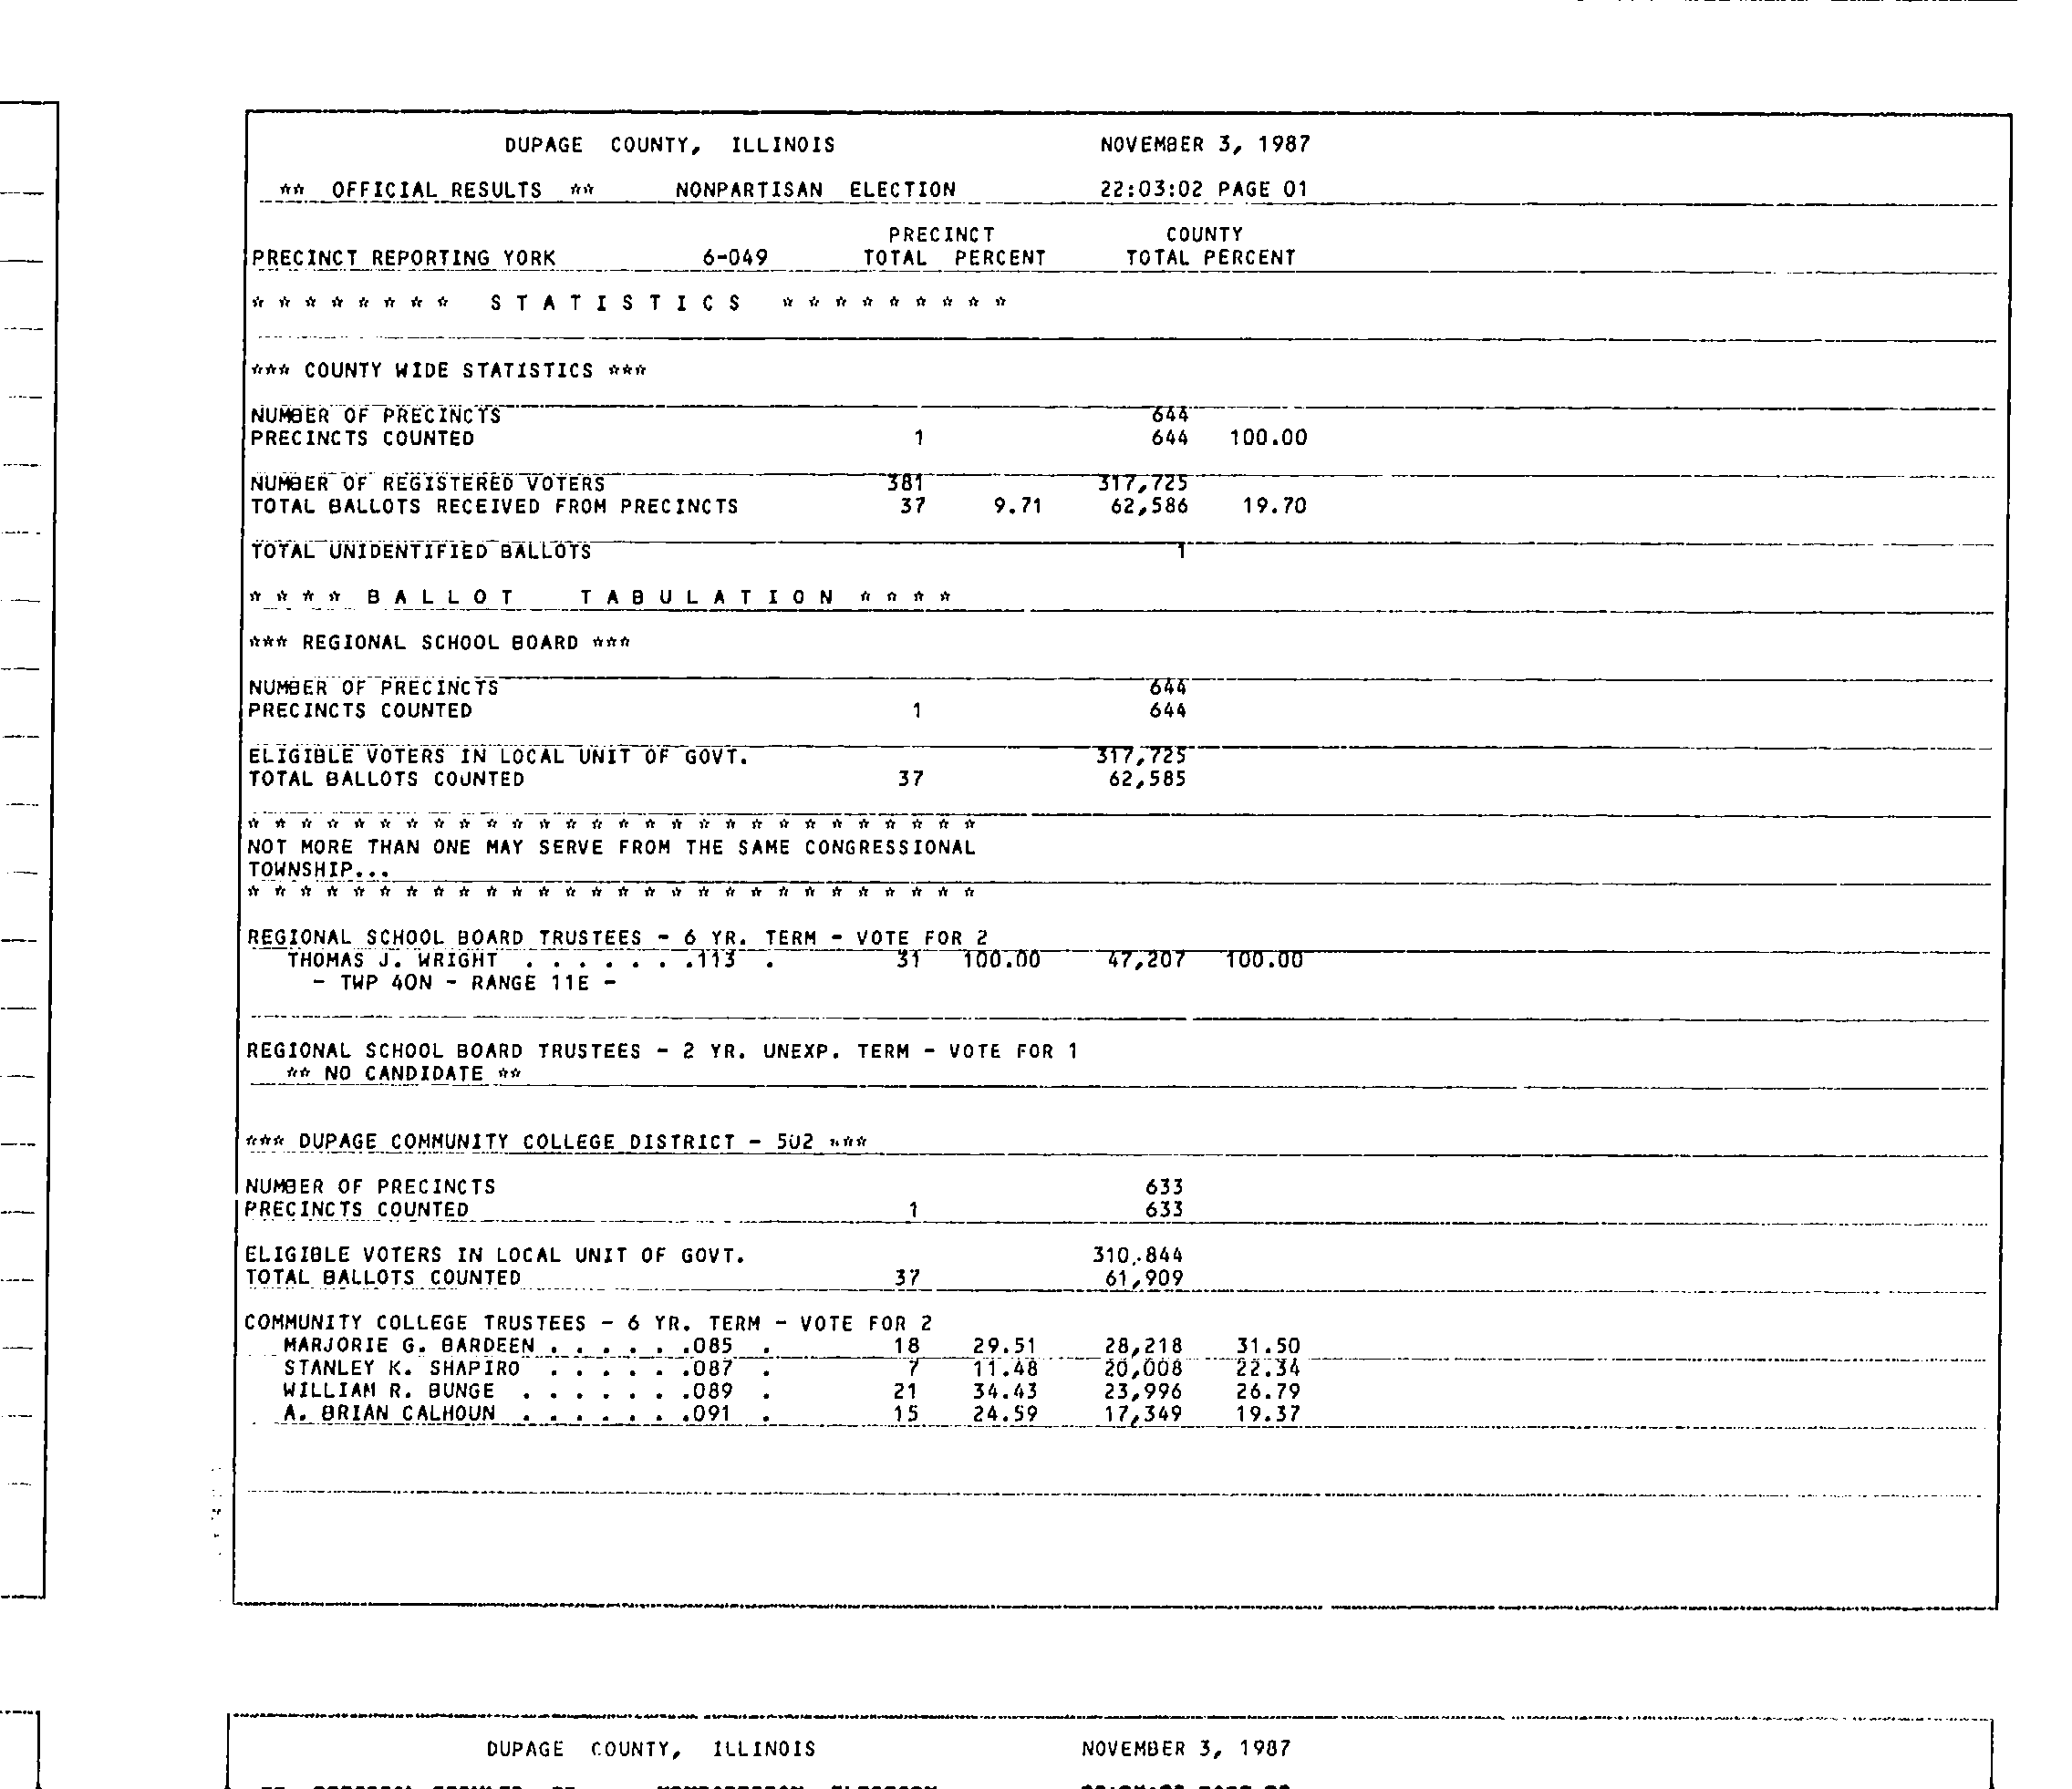 DUPAGE COUNTY, ILLINOIS NOVEMBER 3, 1987
** OFFICIAL RESULTS ** NONPARTISAN ELECTION 22:03:02 PAGE 01
PRECINCT COUNTY
PRECINCT REPORTING YORK 6-049 TOTAL PERCENT TOTAL PERCENT
* * * * * * * * S T A T I S T I C S * * * * * * * * *
*** COUNTY WIDE STATISTICS ***
NUMBER OF PRECINCTS 644
PRECINCTS COUNTED 1 644 100.00
NUMBER OF REGISTERED VOTERS 381 317,725
TOTAL BALLOTS RECEIVED FROM PRECINCTS 37 9.71 62,586 19.70
TOTAL UNIDENTIFIED BALLOTS 1
* * * * B A L L O T T A B U L A T I O N * * * *
*** REGIONAL SCHOOL BOARD ***
NUMBER OF PRECINCTS 644
PRECINCTS COUNTED 1 644
ELIGIBLE VOTERS IN LOCAL UNIT OF GOVT. 317,725
TOTAL BALLOTS COUNTED 37 62,585
* * * * * * * * * * * * * * * * * * * * * * * * * * * *
NOT MORE THAN ONE MAY SERVE FROM THE SAME CONGRESSIONAL
TOWNSHIP...
* * * * * * * * * * * * * * * * * * * * * * * * * * * *
REGIONAL SCHOOL BOARD TRUSTEES - 6 YR. TERM - VOTE FOR 2
THOMAS J. WRIGHT . . . . . . .113 . 31 100.00 47,207 100.00
- TWP 40N - RANGE 11E -
REGIONAL SCHOOL BOARD TRUSTEES - 2 YR. UNEXP. TERM - VOTE FOR 1
** NO CANDIDATE **
*** DUPAGE COMMUNITY COLLEGE DISTRICT - 502 ***
NUMBER OF PRECINCTS 633
PRECINCTS COUNTED 1 633
ELIGIBLE VOTERS IN LOCAL UNIT OF GOVT. 310,844
TOTAL BALLOTS COUNTED 37 61,909
COMMUNITY COLLEGE TRUSTEES - 6 YR. TERM - VOTE FOR 2
MARJORIE G. BARDEEN . . . . . .085 . 18 29.51 28,218 31.50
STANLEY K. SHAPIRO . . . . . .087 . 7 11.48 20,008 22.34
WILLIAM R. BUNGE . . . . . . .089 . 21 34.43 23,996 26.79
A. BRIAN CALHOUN . . . . . . .091 . 15 24.59 17,349 19.37
DUPAGE COUNTY, ILLINOIS NOVEMBER 3, 1987